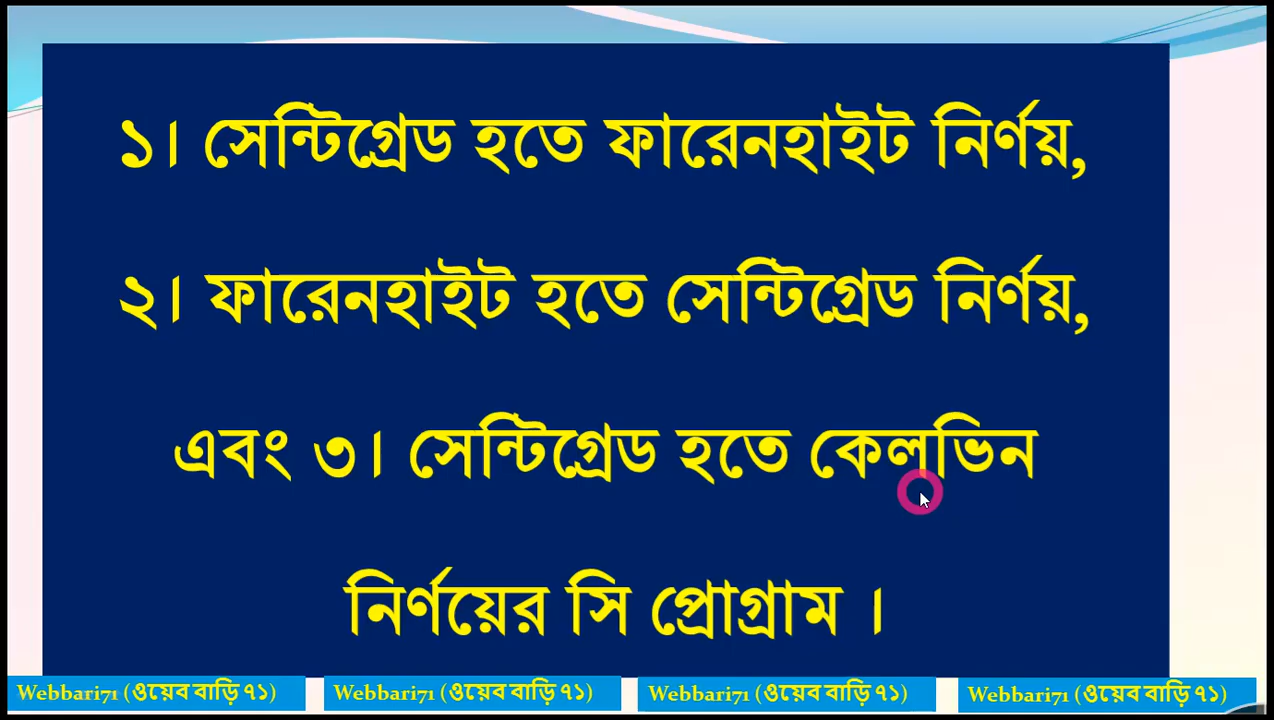 ১। সেন্টিগ্রেড হতে ফারেনহাইট নির্ণয়,
২। ফারেনহাইট হতে সেন্টিগ্রেড নির্ণয়,
এবং ৩। সেন্টিগ্রেড হতে কেলভিন
নির্ণয়ের সি প্রোগ্রাম ।
Webbari71 (ওয়েব বাড়ি ৭১) Webbari71 (ওয়েব বাড়ি ৭১) Webbari71 (ওয়েব বাড়ি ৭১) Webbari71 (ওয়েব বাড়ি ৭১)